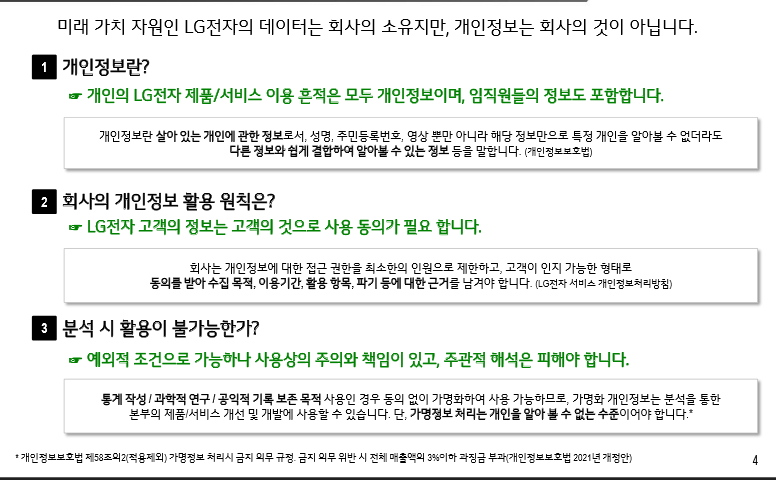 미래 가치 자원인 LG전자의 데이터는 회사의 소유지만, 개인정보는 회사의 것이 아닙니다.
1 개인정보란?
☞ 개인의 LG전자 제품/서비스 이용 흔적은 모두 개인정보이며, 임직원들의 정보도 포함합니다.
개인정보란 살아 있는 개인에 관한 정보로서, 성명, 주민등록번호, 영상 뿐만 아니라 해당 정보만으로 특정 개인을 알아볼 수 없더라도
다른 정보와 쉽게 결합하여 알아볼 수 있는 정보 등을 말합니다. (개인정보보호법)
2 회사의 개인정보 활용 원칙은?
☞ LG전자 고객의 정보는 고객의 것으로 사용 동의가 필요 합니다.
회사는 개인정보에 대한 접근 권한을 최소한의 인원으로 제한하고, 고객이 인지 가능한 형태로
동의를 받아 수집 목적, 이용기간, 활용 항목, 파기 등에 대한 근거를 남겨야 합니다. (LG전자 서비스 개인정보처리방침)
3 분석 시 활용이 불가능한가?
☞ 예외적 조건으로 가능하나 사용상의 주의와 책임이 있고, 주관적 해석은 피해야 합니다.
통계 작성 / 과학적 연구 / 공익적 기록 보존 목적 사용인 경우 동의 없이 가명화하여 사용 가능하므로, 가명화 개인정보는 분석을 통한
본부의 제품/서비스 개선 및 개발에 사용할 수 있습니다. 단, 가명정보 처리는 개인을 알아 볼 수 없는 수준이어야 합니다.*
* 개인정보보호법 제58조의2(적용제외) 가명정보 처리시 금지 의무 규정. 금지 의무 위반 시 전체 매출액의 3%이하 과징금 부과(개인정보보호법 2021년 개정안)
4